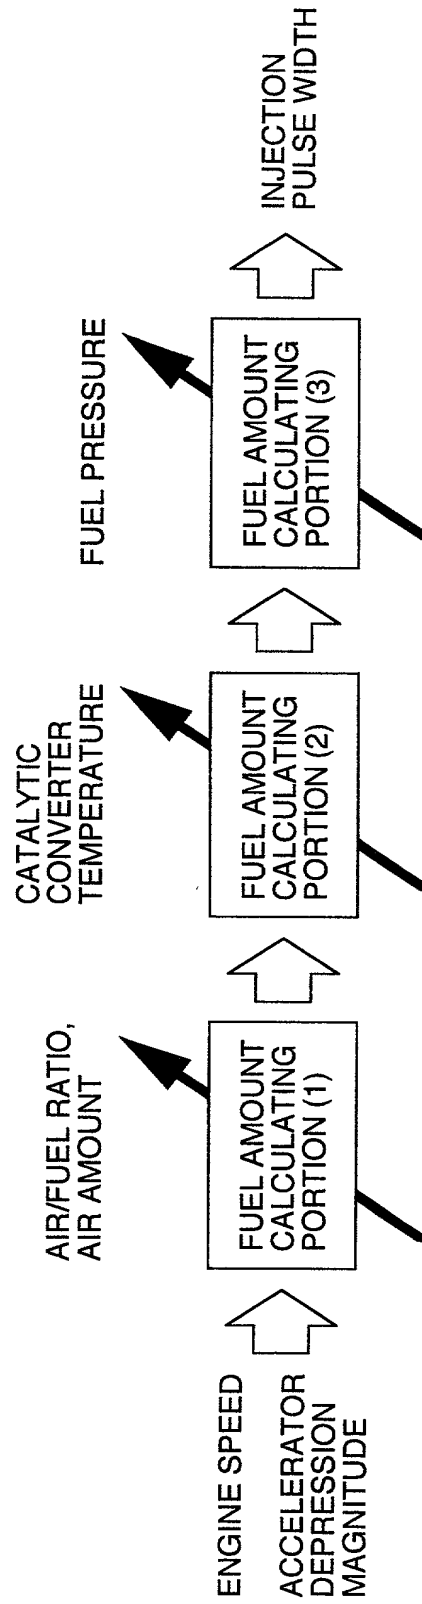 ENGINE SPEED
ACCELERATOR
DEPRESSION
MAGNITUDE
AIR/FUEL RATIO,
AIR AMOUNT
FUEL AMOUNT
CALCULATING
PORTION (1)
CATALYTIC
CONVERTER
TEMPERATURE
FUEL AMOUNT
CALCULATING
PORTION (2)
FUEL PRESSURE
FUEL AMOUNT
CALCULATING
PORTION (3)
INJECTION
PULSE WIDTH